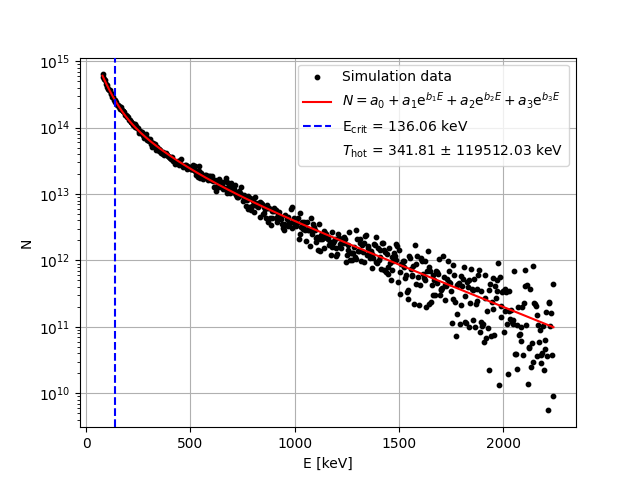 10¹⁵
10¹⁴
10¹³
10¹²
10¹¹
10¹⁰
N
Simulation data
N = a₀ + a₁e^{b₁E} + a₂e^{b₂E} + a₃e^{b₃E}
E_crit = 136.06 keV
T_hot = 341.81 ± 119512.03 keV
0 500 1000 1500 2000
E [keV]